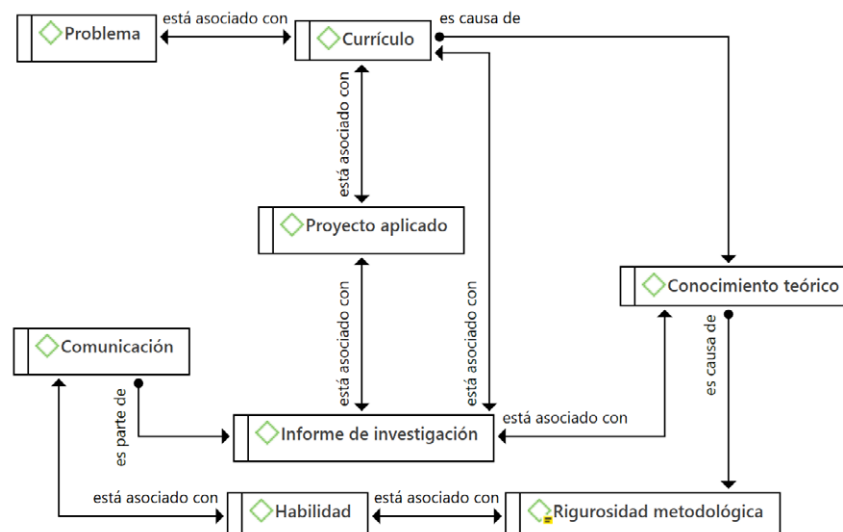 está asociado con
es causa de
Problema
Currículo
está asociado con
Proyecto aplicado
está asociado con
está asociado con
Conocimiento teórico
es causa de
Comunicación
es parte de
Informe de investigación
está asociado con
está asociado con
Habilidad
está asociado con
Rigurosidad metodológica